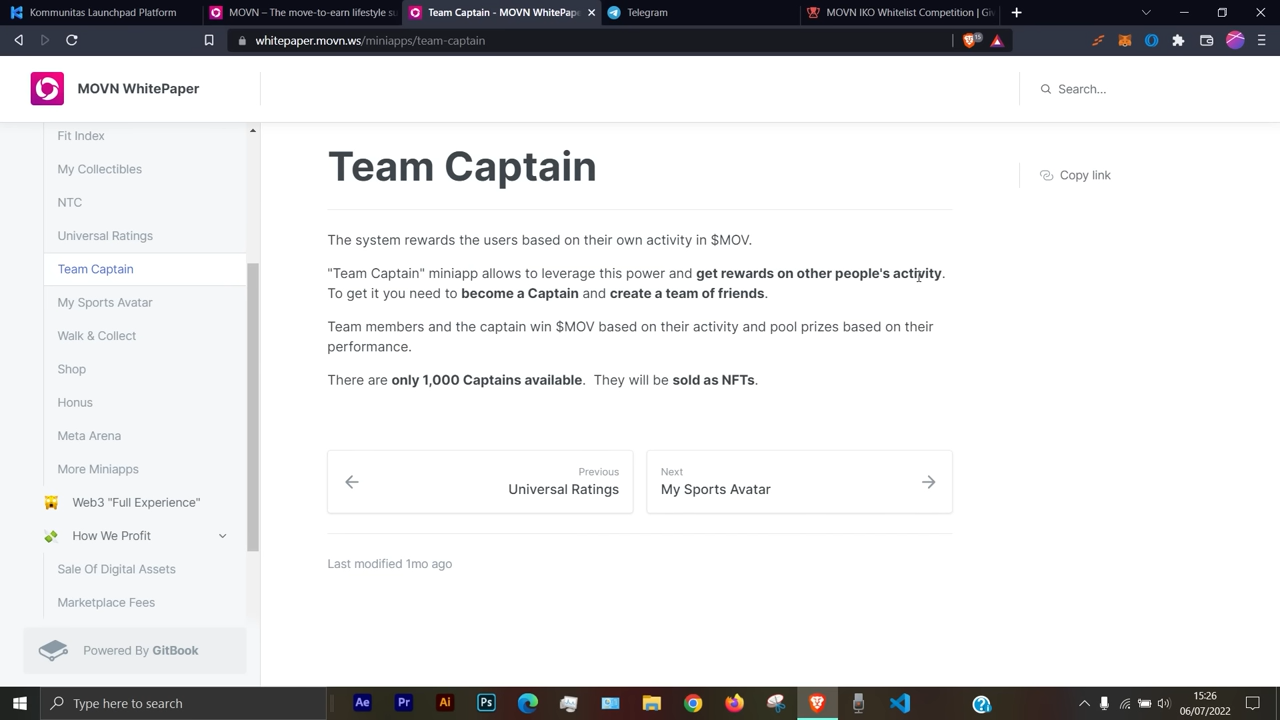 Kommunitas Launchpad Platform
MOVN – The move-to-earn lifestyle su
Team Captain - MOVN WhitePape
Telegram
MOVN IKO Whitelist Competition | Giv
whitepaper.movn.ws/miniapps/team-captain
15
MOVN WhitePaper
Search...
Fit Index
My Collectibles
NTC
Universal Ratings
Team Captain
My Sports Avatar
Walk & Collect
Shop
Honus
Meta Arena
More Miniapps
Web3 "Full Experience"
How We Profit
Sale Of Digital Assets
Marketplace Fees
Powered By GitBook
Team Captain
Copy link
The system rewards the users based on their own activity in $MOV.
"Team Captain" miniapp allows to leverage this power and get rewards on other people's activity.
To get it you need to become a Captain and create a team of friends.
Team members and the captain win $MOV based on their activity and pool prizes based on their
performance.
There are only 1,000 Captains available.  They will be sold as NFTs.
Previous
Universal Ratings
Next
My Sports Avatar
Last modified 1mo ago
Type here to search
Ae
Pr
Ai
Ps
15:26
06/07/2022